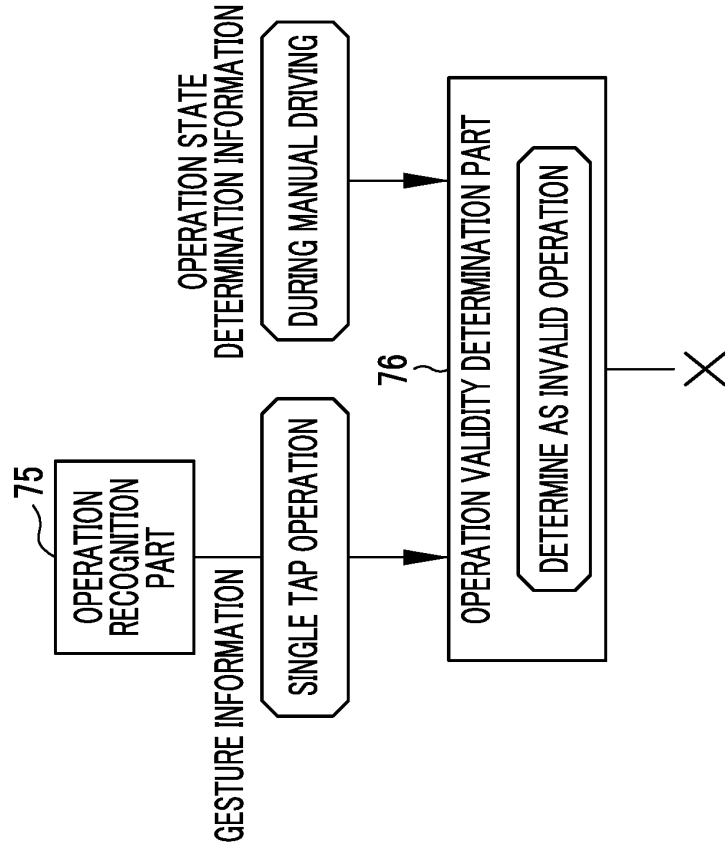 75
OPERATION
RECOGNITION
PART
GESTURE INFORMATION
SINGLE TAP OPERATION
OPERATION STATE
DETERMINATION INFORMATION
DURING MANUAL DRIVING
76
OPERATION VALIDITY DETERMINATION PART
DETERMINE AS INVALID OPERATION